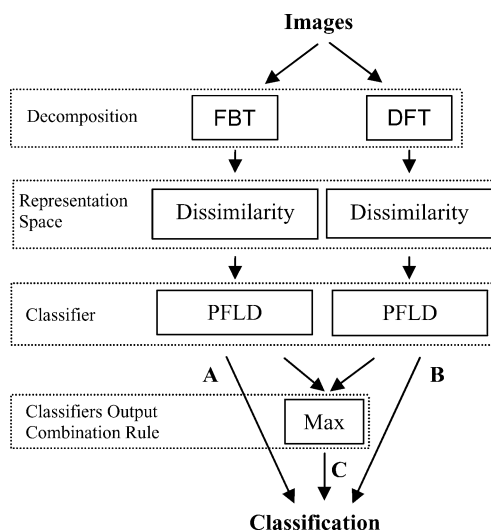 Images
Decomposition
FBT
DFT
Representation
Space
Dissimilarity
Dissimilarity
Classifier
PFLD
PFLD
A
B
Classifiers Output
Combination Rule
Max
C
Classification